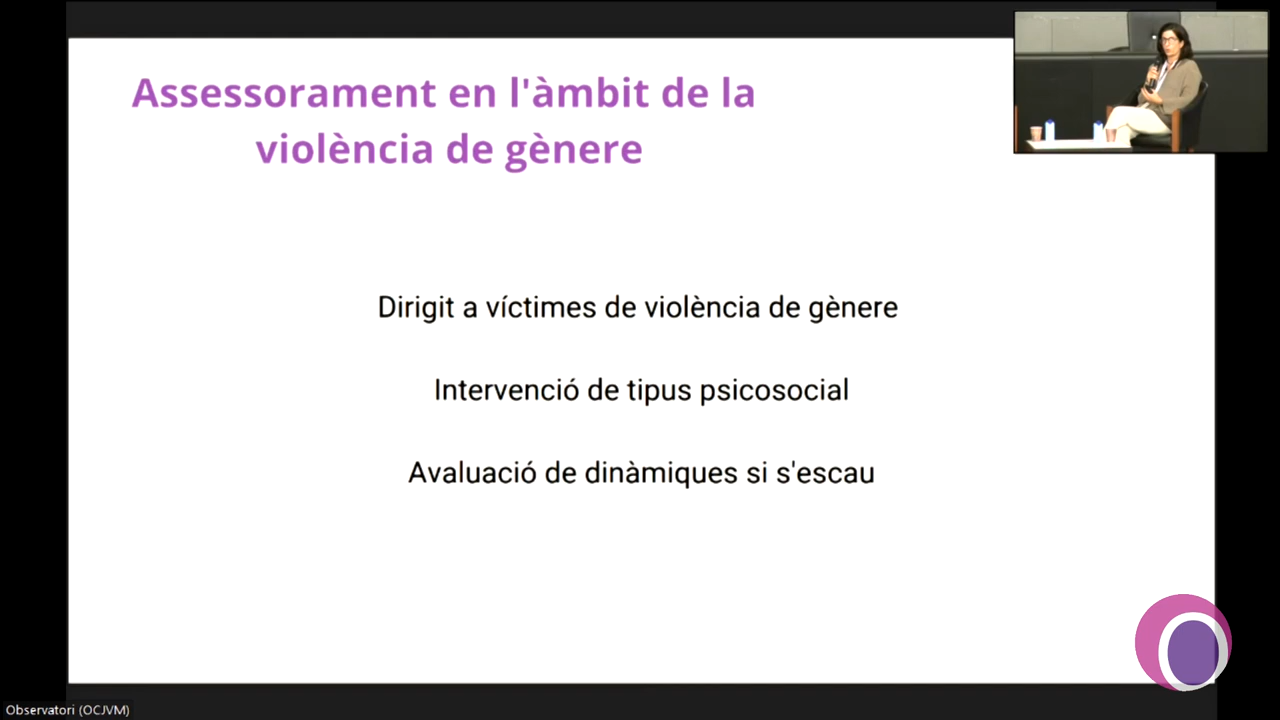 Assessorament en l'àmbit de la
violència de gènere
Dirigit a víctimes de violència de gènere
Intervenció de tipus psicosocial
Avaluació de dinàmiques si s'escau
Observatori (OCJVM)